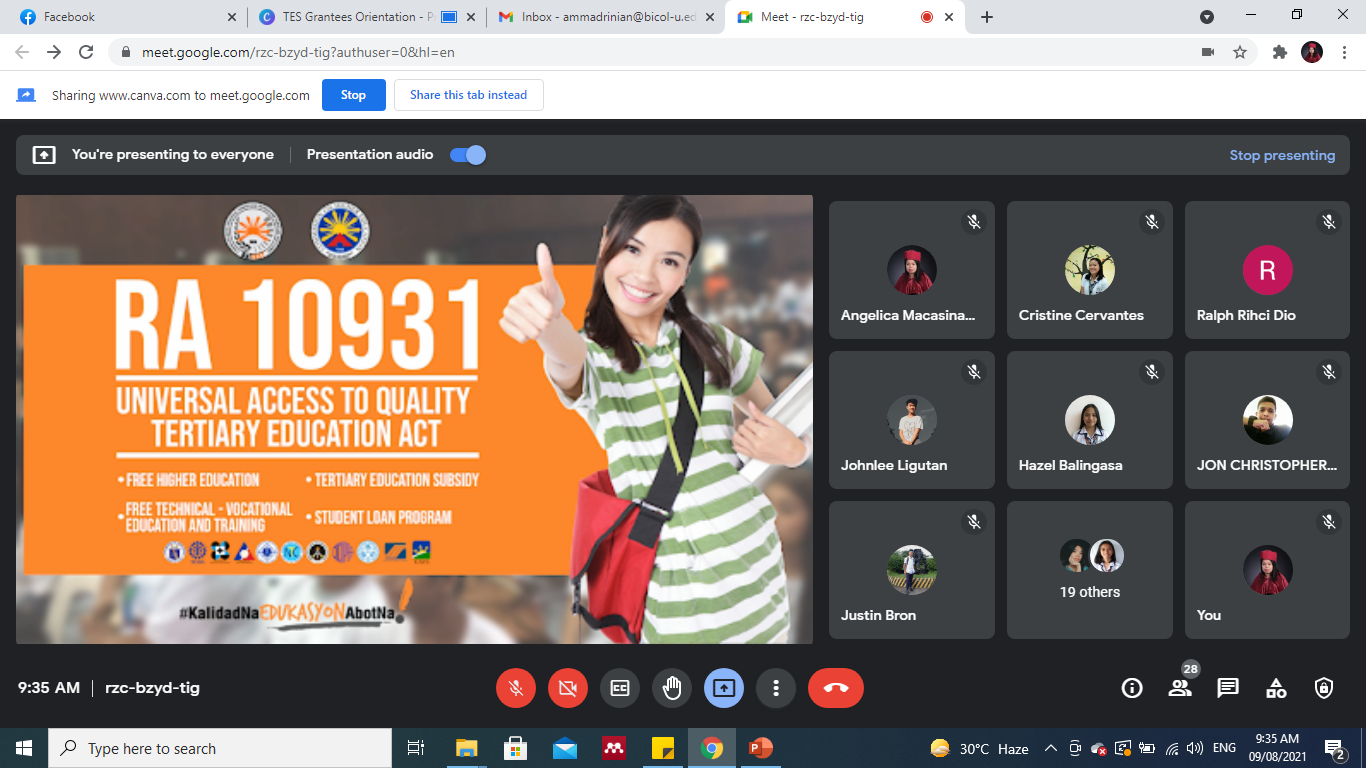 Facebook
TES Grantees Orientation - P
Inbox - ammadrinian@bicol-u.ed
Meet - rzc-bzyd-tig
meet.google.com/rzc-bzyd-tig?authuser=0&hl=en
Sharing www.canva.com to meet.google.com
Stop
Share this tab instead
You're presenting to everyone
Presentation audio
Stop presenting
RA 10931
UNIVERSAL ACCESS TO QUALITY
TERTIARY EDUCATION ACT
• FREE HIGHER EDUCATION
• TERTIARY EDUCATION SUBSIDY
• FREE TECHNICAL - VOCATIONAL
EDUCATION AND TRAINING
• STUDENT LOAN PROGRAM
#KalidadNaEDUKASYONAbotNa!
Angelica Macasina...
Cristine Cervantes
R
Ralph Rihci Dio
Johnlee Ligutan
Hazel Balingasa
JON CHRISTOPHER...
Justin Bron
19 others
You
9:35 AM | rzc-bzyd-tig
28
Type here to search
30°C Haze
ENG
9:35 AM
09/08/2021
2